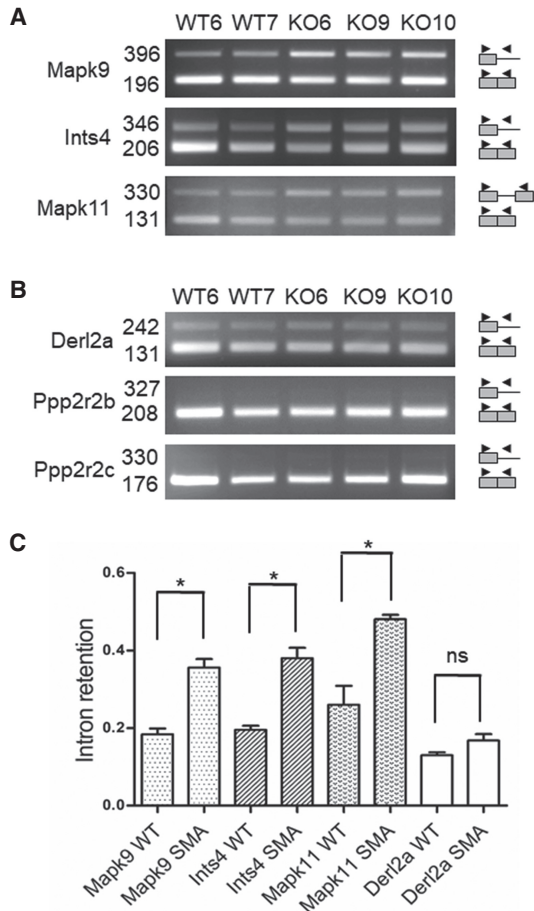 A
WT6 WT7 KO6 KO9 KO10
Mapk9 396 196
Ints4 346 206
Mapk11 330 131
B
WT6 WT7 KO6 KO9 KO10
Derl2a 242 131
Ppp2r2b 327 208
Ppp2r2c 330 176
C
Intron retention
0.6
0.4
0.2
0.0
* * * ns
Mapk9 WT
Mapk9 SMA
Ints4 WT
Ints4 SMA
Mapk11 WT
Mapk11 SMA
Derl2a WT
Derl2a SMA